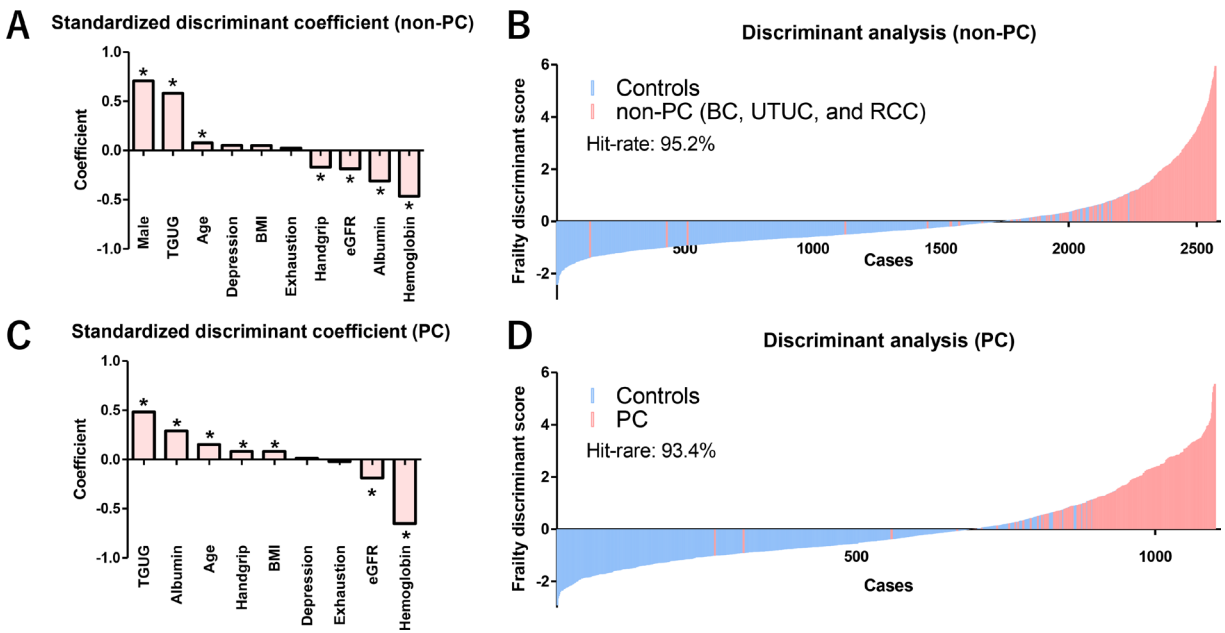 A
Standardized discriminant coefficient (non-PC)
Coefficient
1.0
0.5
0.0
-0.5
-1.0
*
*
*
*
*
*
*
Male
TGUG
Age
Depression
BMI
Exhaustion
Handgrip
eGFR
Albumin
Hemoglobin
B
Discriminant analysis (non-PC)
Frailty discriminant score
6
4
2
0
-2
Controls
non-PC (BC, UTUC, and RCC)
Hit-rate: 95.2%
500
1000
1500
2000
2500
Cases
C
Standardized discriminant coefficient (PC)
Coefficient
1.0
0.5
0.0
-0.5
-1.0
*
*
*
*
*
*
*
TGUG
Albumin
Age
Handgrip
BMI
Depression
Exhaustion
eGFR
Hemoglobin
D
Discriminant analysis (PC)
Frailty discriminant score
6
4
2
0
-2
Controls
PC
Hit-rare: 93.4%
500
1000
Cases